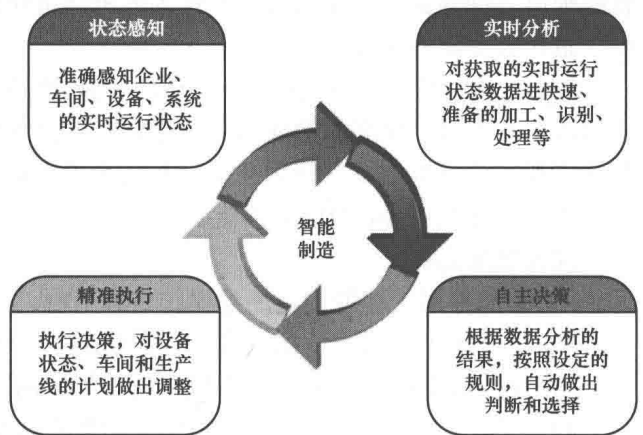 状态感知
准确感知企业、
车间、设备、系统
的实时运行状态
实时分析
对获取的实时运行
状态数据进快速、
准备的加工、识别、
处理等
智能
制造
精准执行
执行决策，对设备
状态、车间和生产
线的计划做出调整
自主决策
根据数据分析的
结果，按照设定的
规则，自动做出
判断和选择